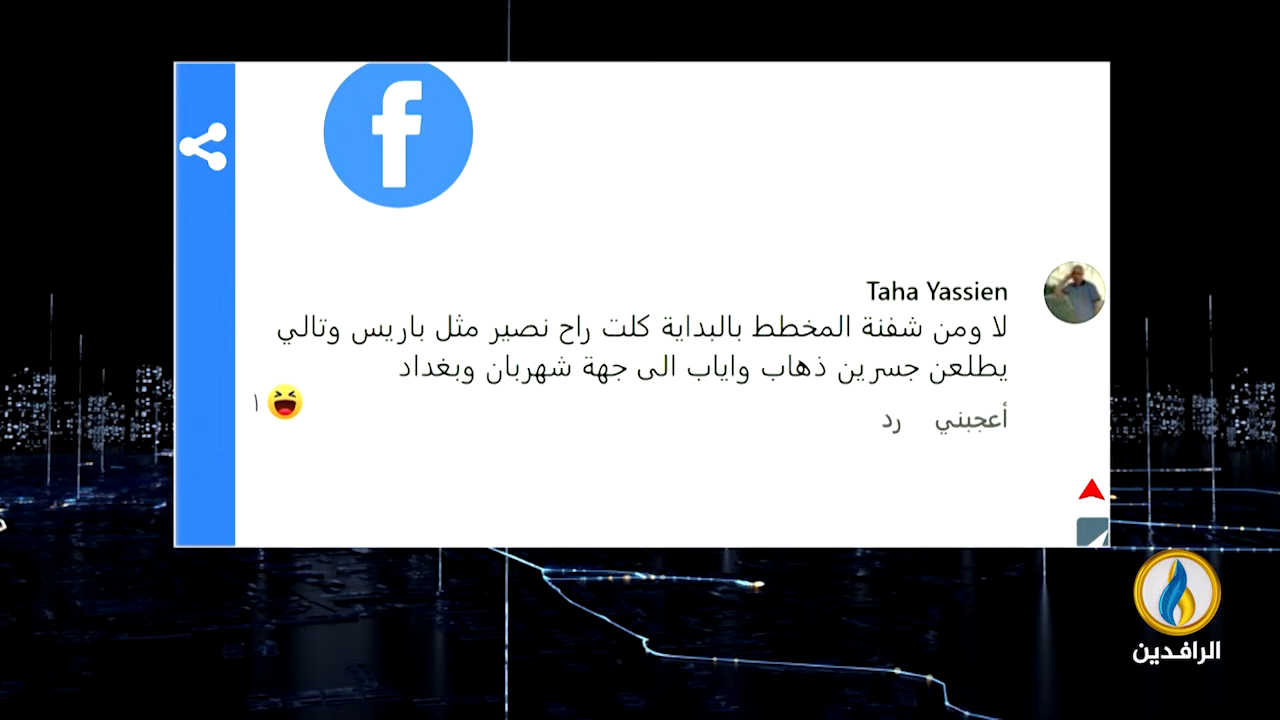 Taha Yassien
لا ومن شفنة المخطط بالبداية كلت راح نصير مثل باريس وتالي
يطلعن جسرين ذهاب واياب الى جهة شهربان وبغداد
١
أعجبني رد
الرافدين